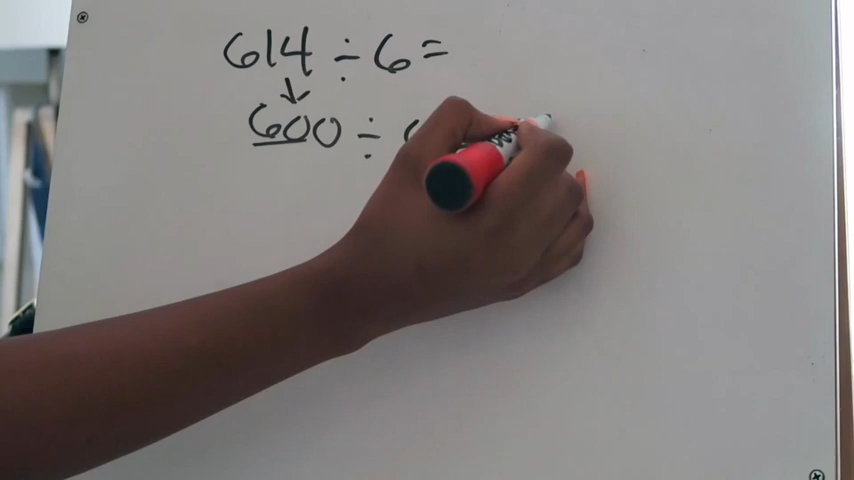 614 ÷ 6 =
600 ÷